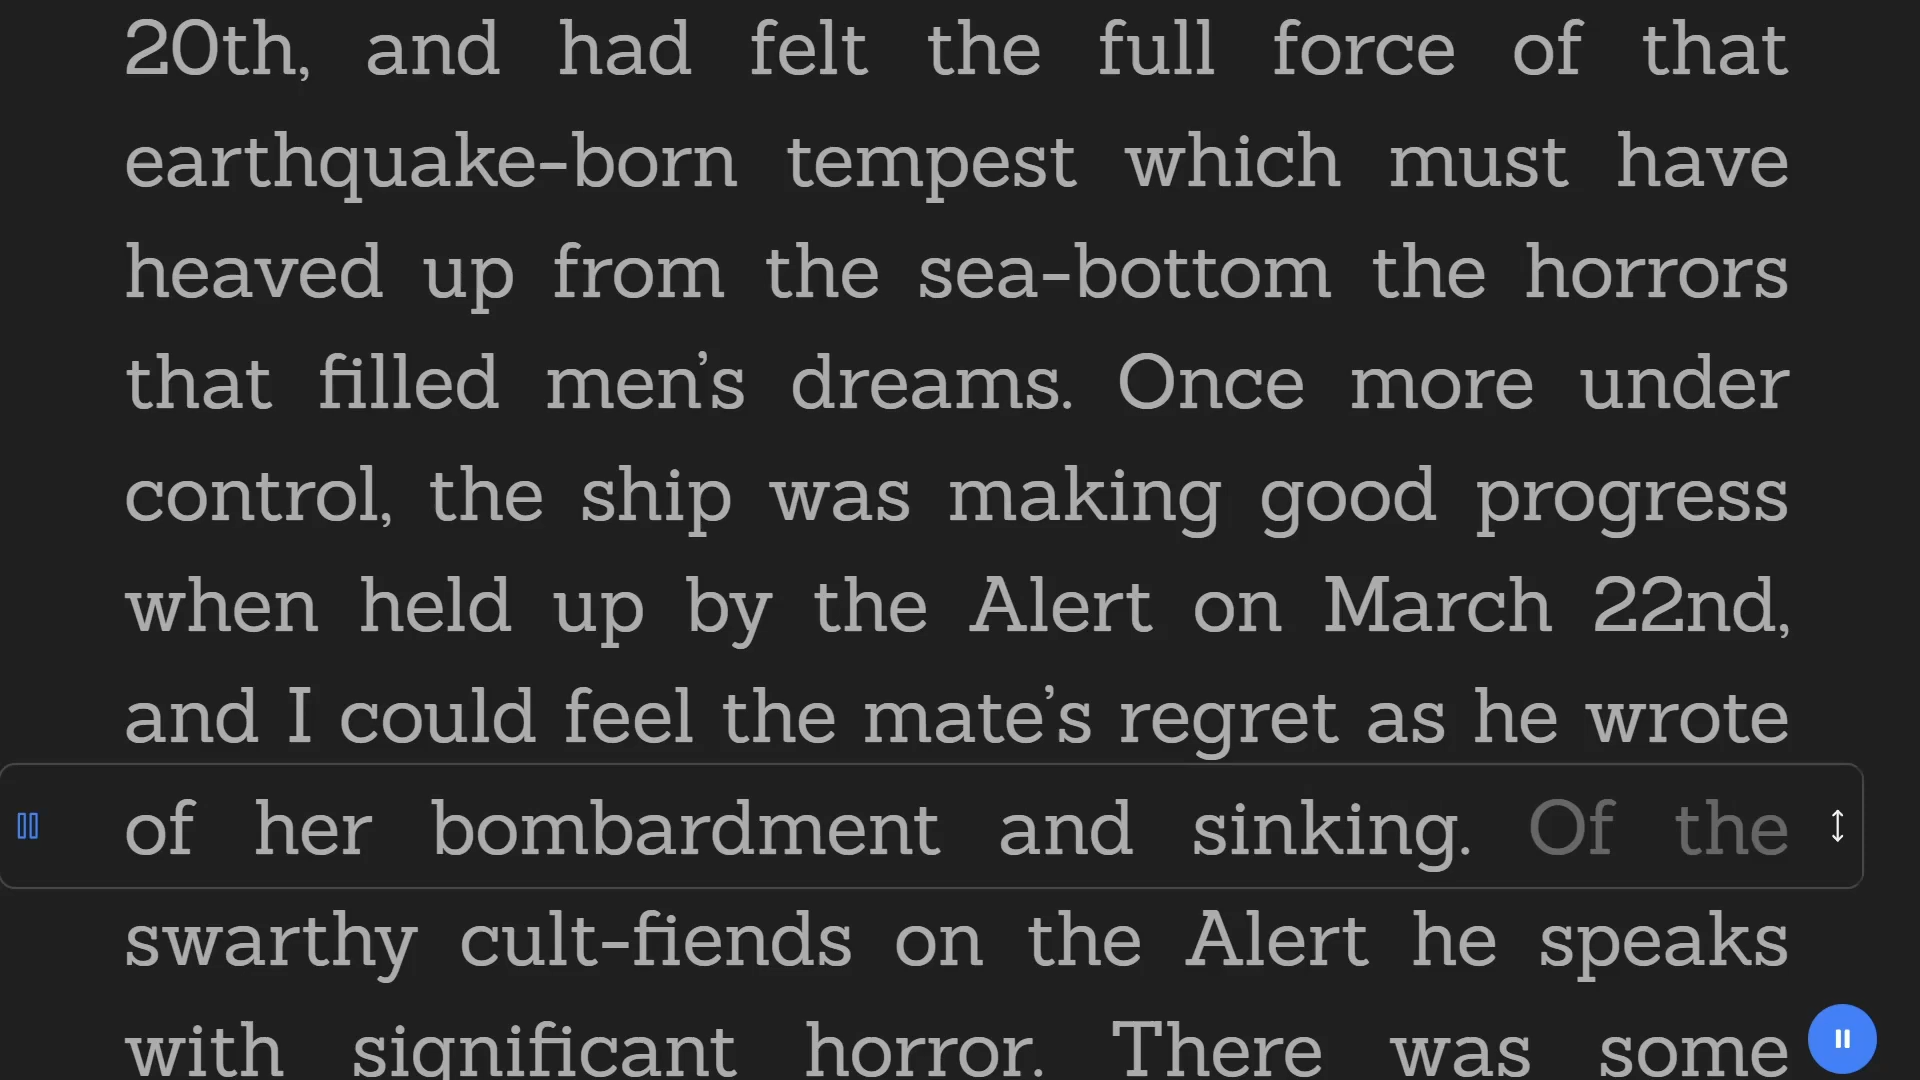 20th, and had felt the full force of that
earthquake-born tempest which must have
heaved up from the sea-bottom the horrors
that filled men’s dreams. Once more under
control, the ship was making good progress
when held up by the Alert on March 22nd,
and I could feel the mate’s regret as he wrote
of her bombardment and sinking. Of the
swarthy cult-fiends on the Alert he speaks
with significant horror. There was some